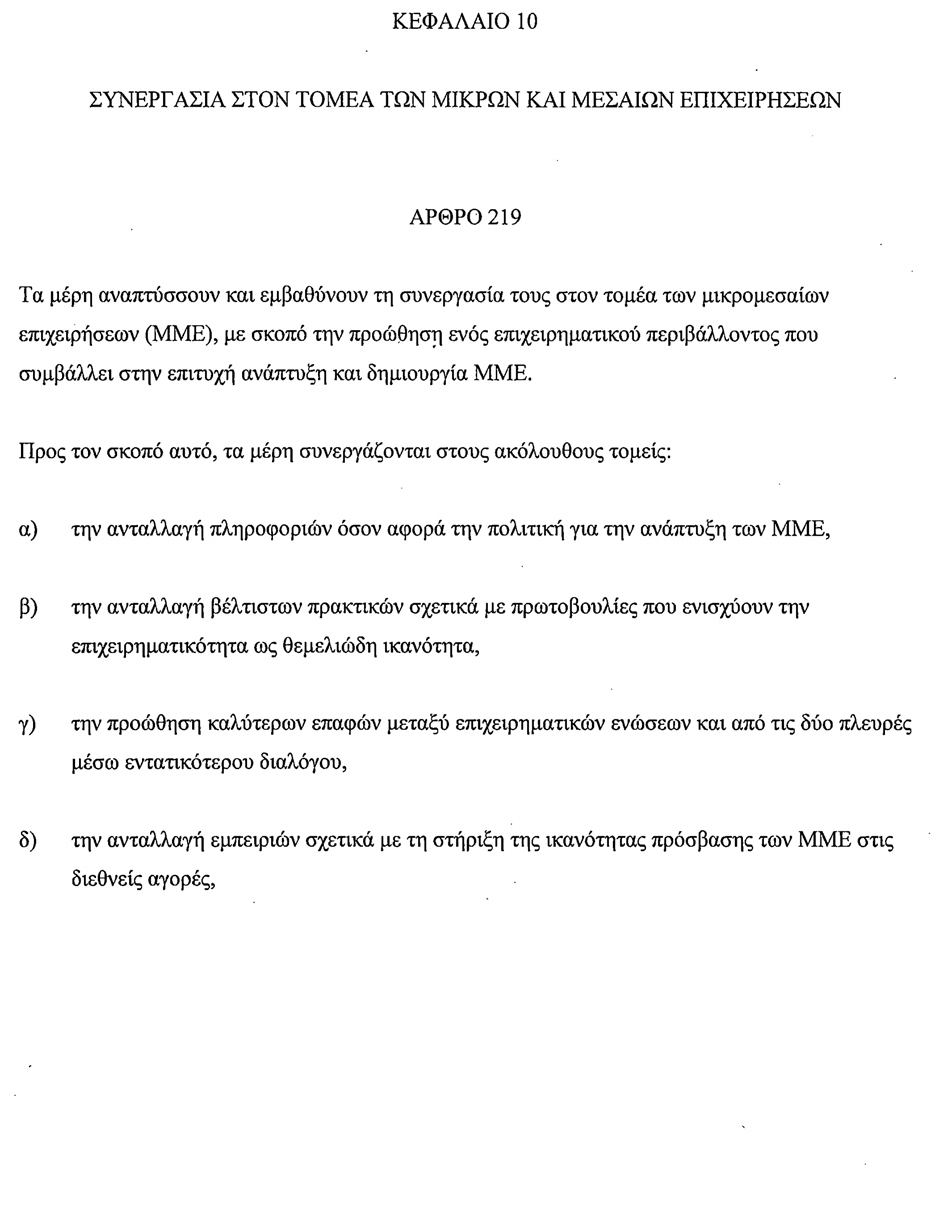 ΚΕΦΑΛΑΙΟ 10
ΣΥΝΕΡΓΑΣΙΑ ΣΤΟΝ ΤΟΜΕΑ ΤΩΝ ΜΙΚΡΩΝ ΚΑΙ ΜΕΣΑΙΩΝ ΕΠΙΧΕΙΡΗΣΕΩΝ
ΑΡΘΡΟ 219
Τα μέρη αναπτύσσουν και εμβαθύνουν τη συνεργασία τους στον τομέα των μικρομεσαίων
επιχειρήσεων (ΜΜΕ), με σκοπό την προώθηση ενός επιχειρηματικού περιβάλλοντος που
συμβάλλει στην επιτυχή ανάπτυξη και δημιουργία ΜΜΕ.
Προς τον σκοπό αυτό, τα μέρη συνεργάζονται στους ακόλουθους τομείς:
α) την ανταλλαγή πληροφοριών όσον αφορά την πολιτική για την ανάπτυξη των ΜΜΕ,
β) την ανταλλαγή βέλτιστων πρακτικών σχετικά με πρωτοβουλίες που ενισχύουν την
επιχειρηματικότητα ως θεμελιώδη ικανότητα,
γ) την προώθηση καλύτερων επαφών μεταξύ επιχειρηματικών ενώσεων και από τις δύο πλευρές
μέσω εντατικότερου διαλόγου,
δ) την ανταλλαγή εμπειριών σχετικά με τη στήριξη της ικανότητας πρόσβασης των ΜΜΕ στις
διεθνείς αγορές,